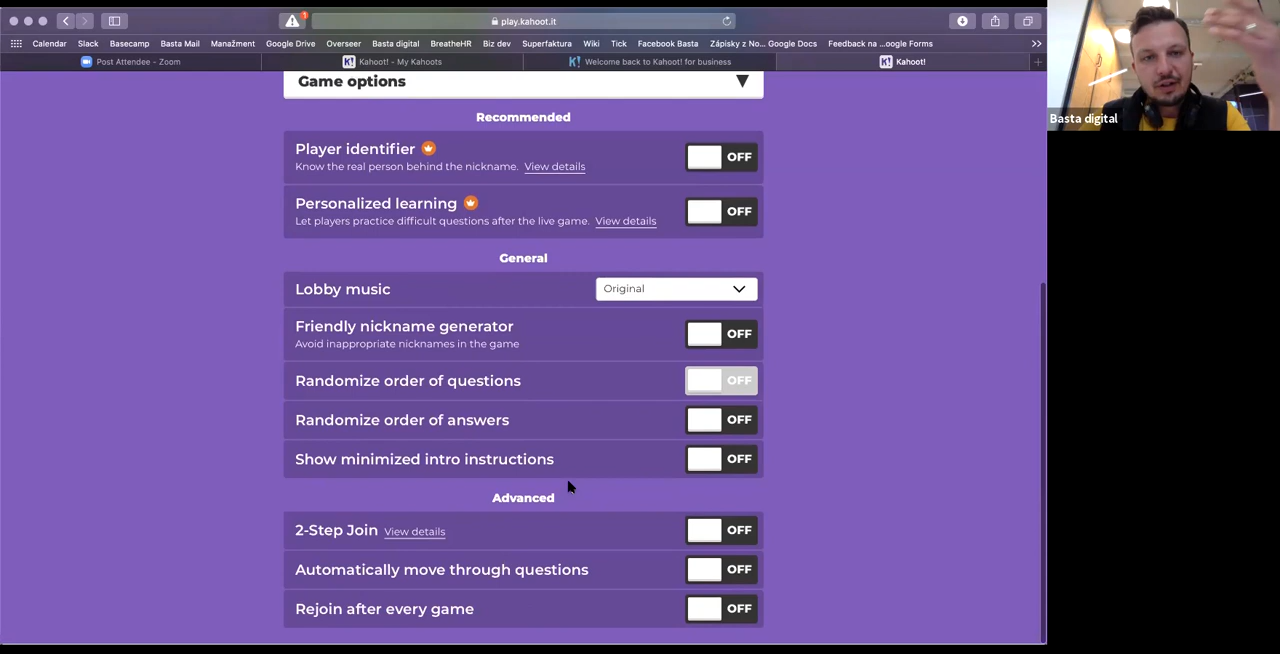 1
play.kahoot.it
Calendar Slack Basecamp Basta Mail Manažment Google Drive Overseer Basta digital BreatheHR Biz dev Superfaktura Wiki Tick Facebook Basta Zápisky z No... Google Docs Feedback na ...oogle Forms
Post Attendee - Zoom
K! Kahoot! - My Kahoots
K! Welcome back to Kahoot! for business
K! Kahoot!
Basta digital
Game options
Recommended
Player identifier
OFF
Know the real person behind the nickname. View details
Personalized learning
OFF
Let players practice difficult questions after the live game. View details
General
Lobby music
Original
Friendly nickname generator
OFF
Avoid inappropriate nicknames in the game
Randomize order of questions
OFF
Randomize order of answers
OFF
Show minimized intro instructions
OFF
Advanced
2-Step Join View details
OFF
Automatically move through questions
OFF
Rejoin after every game
OFF